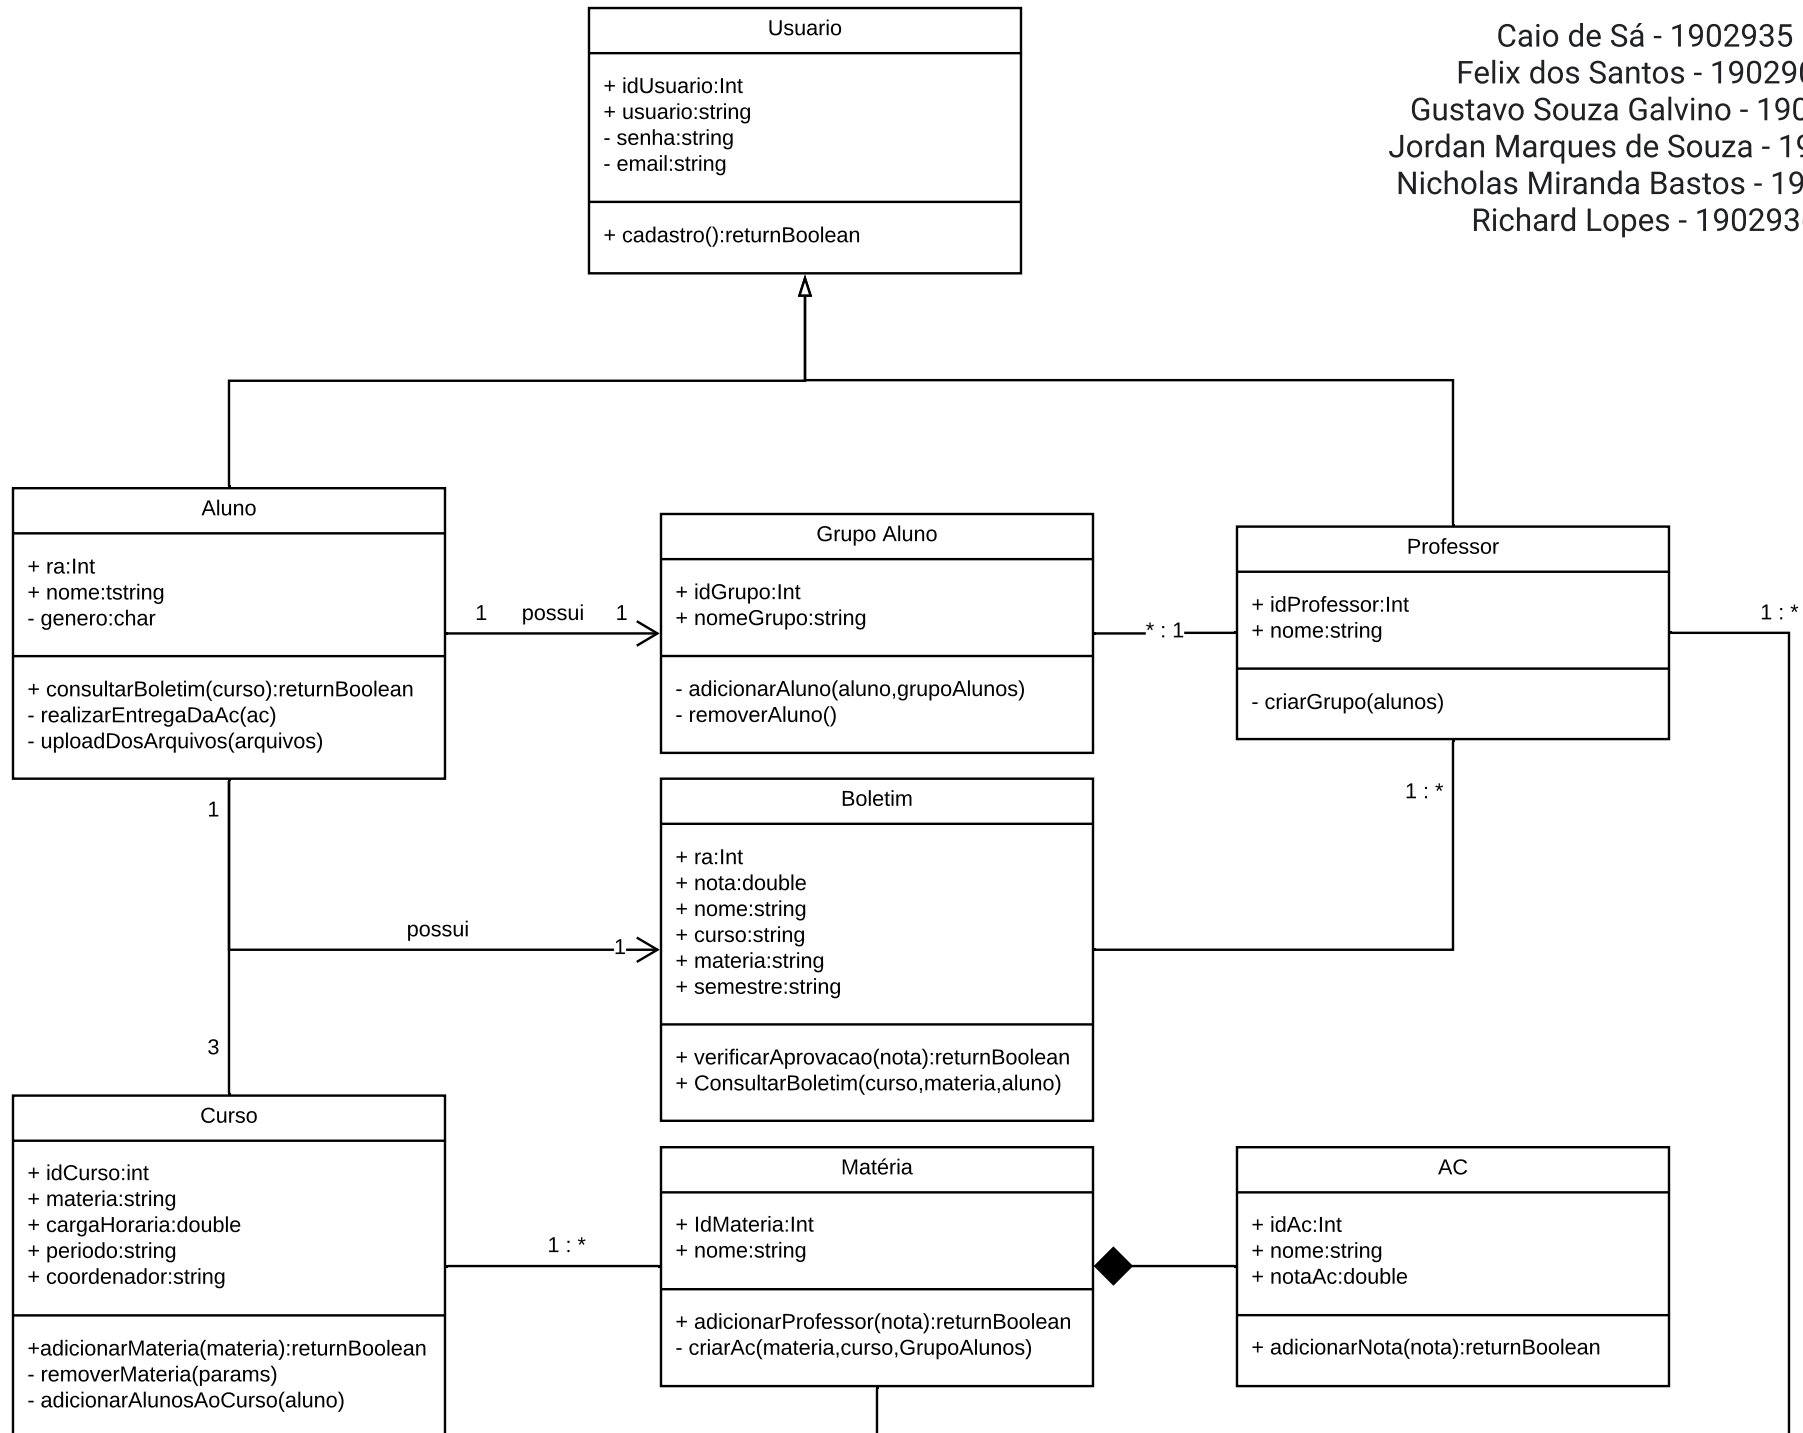 Usuario
+ idUsuario:Int
+ usuario:string
- senha:string
- email:string
+ cadastro():returnBoolean
Caio de Sá - 1902935
Felix dos Santos - 19029
Gustavo Souza Galvino - 190
Jordan Marques de Souza - 19
Nicholas Miranda Bastos - 19
Richard Lopes - 190293
Aluno
+ ra:Int
+ nome:tstring
- genero:char
+ consultarBoletim(curso):returnBoolean
- realizarEntregaDaAc(ac)
- uploadDosArquivos(arquivos)
1 possui 1
Grupo Aluno
+ idGrupo:Int
+ nomeGrupo:string
- adicionarAluno(aluno,grupoAlunos)
- removerAluno()
* : 1
Professor
+ idProfessor:Int
+ nome:string
- criarGrupo(alunos)
1 : *
1 : *
1
possui
1
3
Boletim
+ ra:Int
+ nota:double
+ nome:string
+ curso:string
+ materia:string
+ semestre:string
+ verificarAprovacao(nota):returnBoolean
+ ConsultarBoletim(curso,materia,aluno)
Curso
+ idCurso:int
+ materia:string
+ cargaHoraria:double
+ periodo:string
+ coordenador:string
+adicionarMateria(materia):returnBoolean
- removerMateria(params)
- adicionarAlunosAoCurso(aluno)
1 : *
Matéria
+ IdMateria:Int
+ nome:string
+ adicionarProfessor(nota):returnBoolean
- criarAc(materia,curso,GrupoAlunos)
AC
+ idAc:Int
+ nome:string
+ notaAc:double
+ adicionarNota(nota):returnBoolean